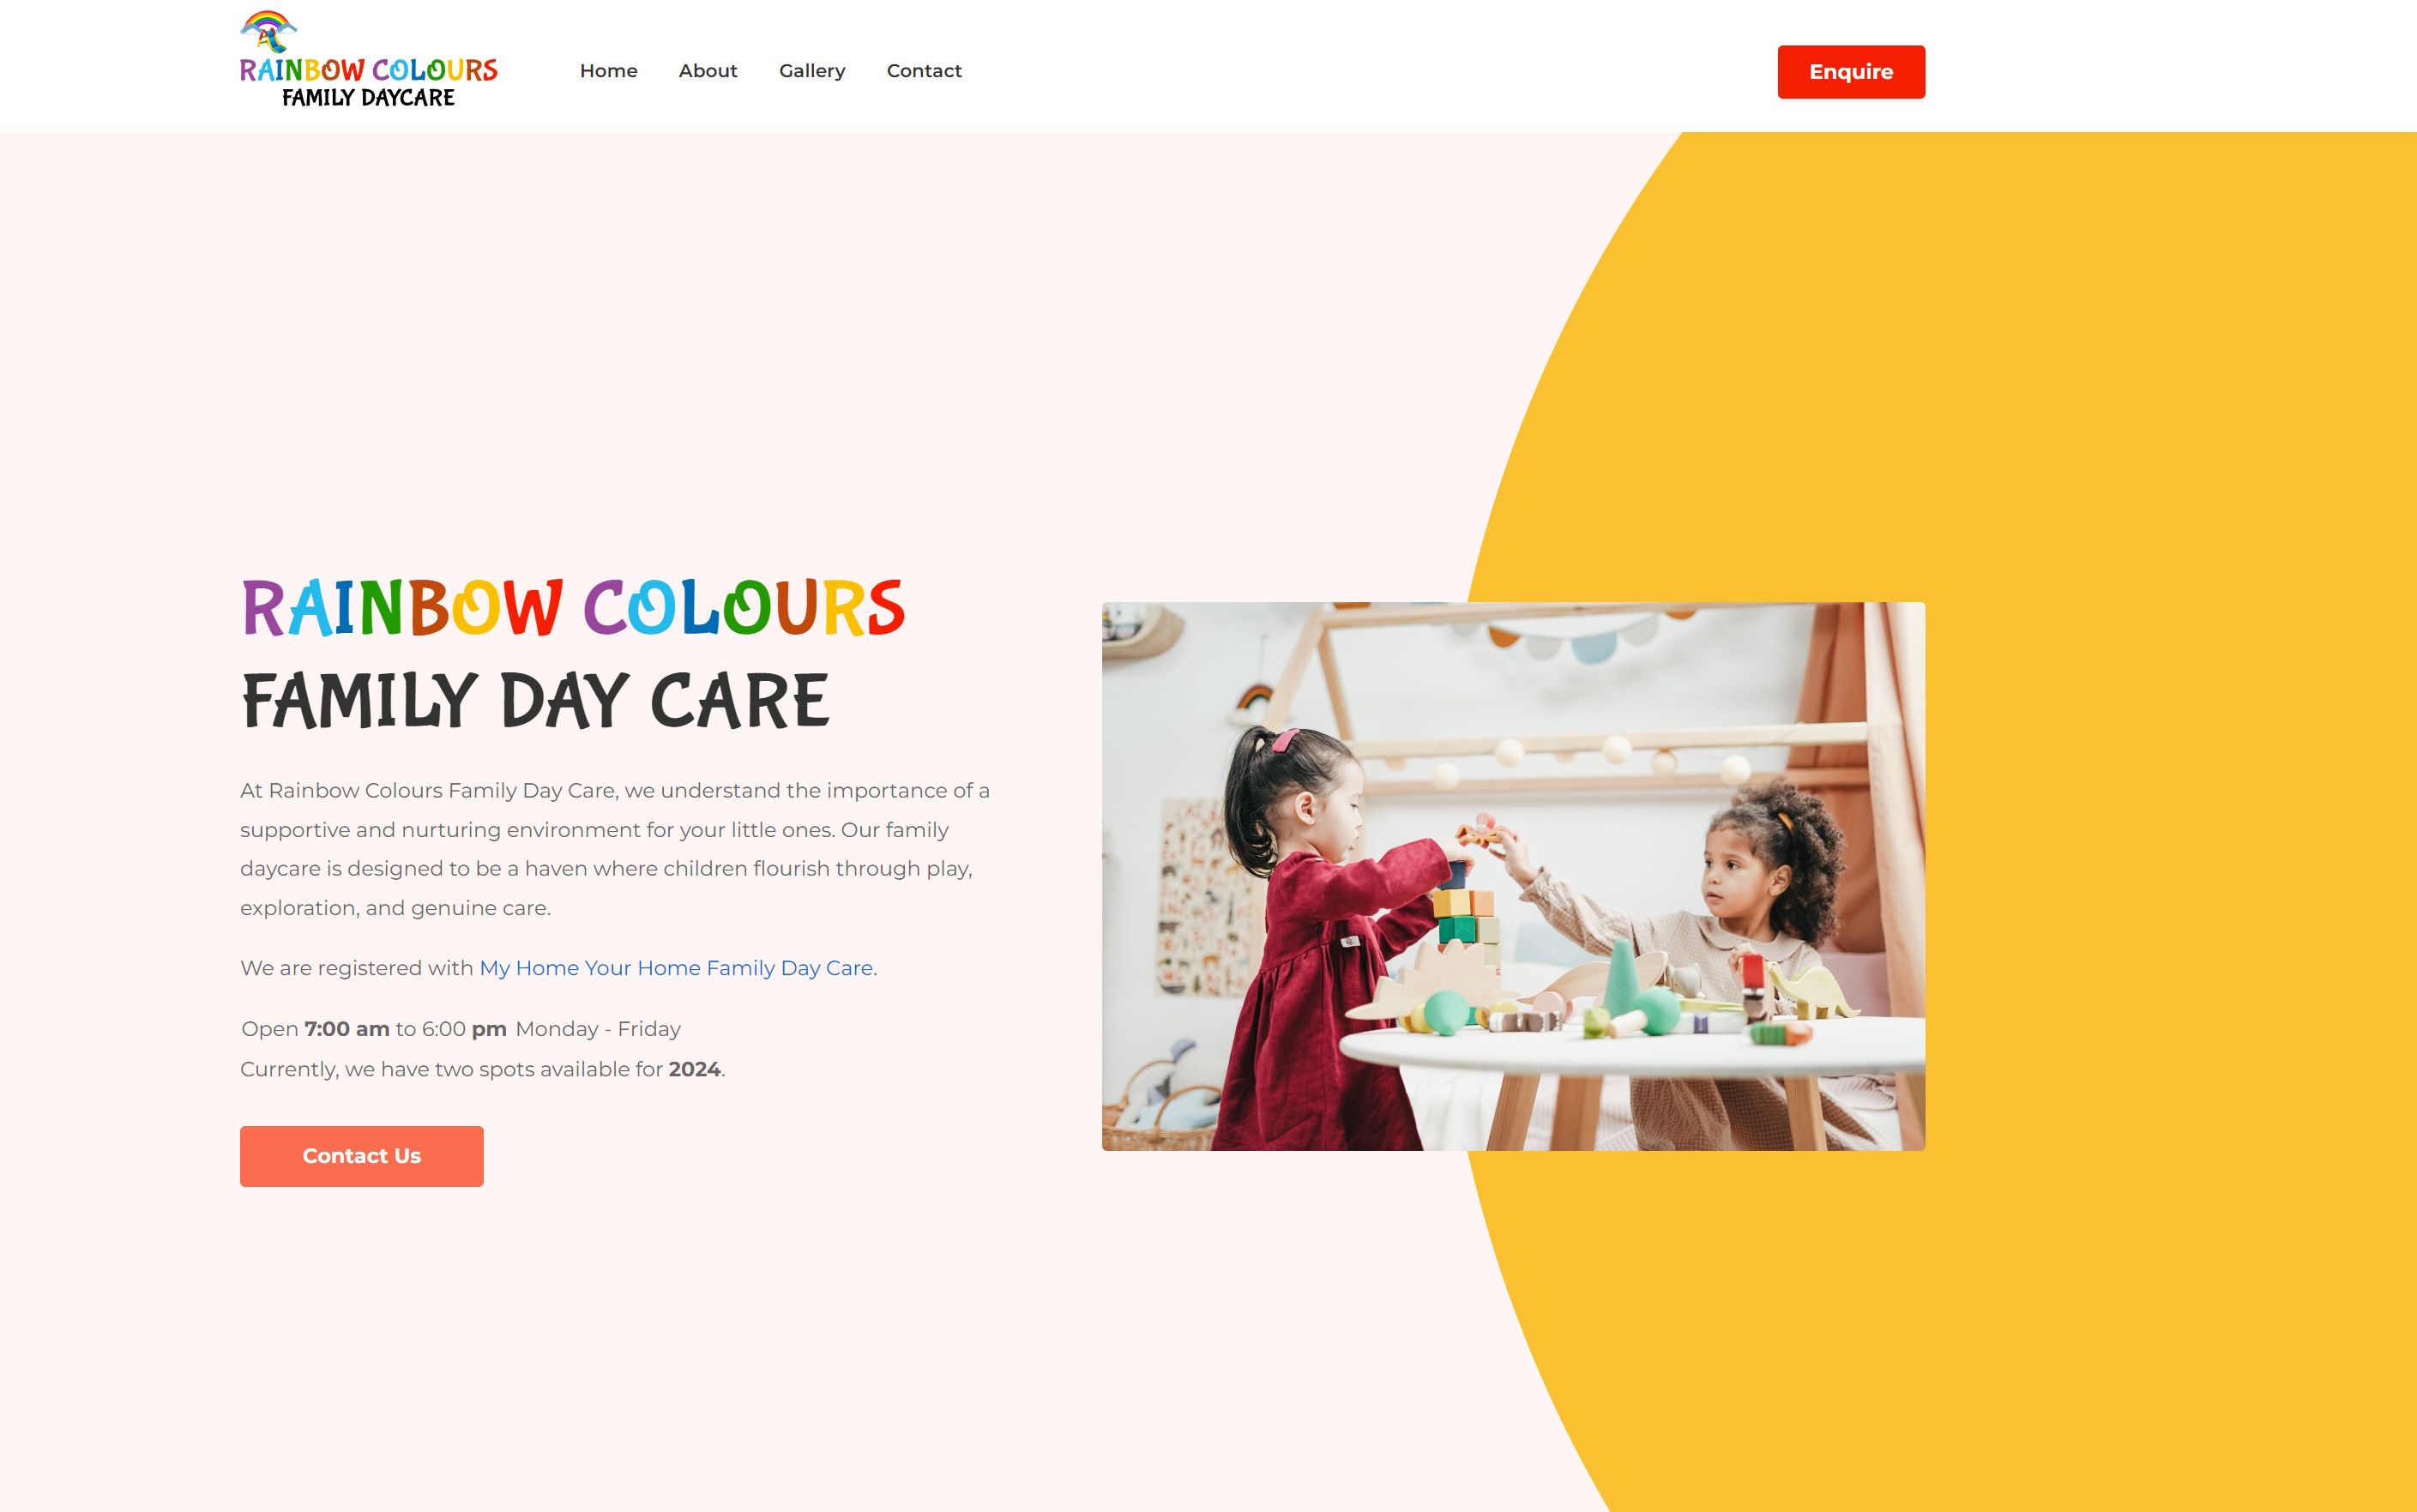 RAINBOW COLOURS
FAMILY DAYCARE
Home
About
Gallery
Contact
Enquire
RAINBOW COLOURS
FAMILY DAY CARE
At Rainbow Colours Family Day Care, we understand the importance of a
supportive and nurturing environment for your little ones. Our family
daycare is designed to be a haven where children flourish through play,
exploration, and genuine care.
We are registered with My Home Your Home Family Day Care.
Open 7:00 am to 6:00 pm Monday - Friday
Currently, we have two spots available for 2024.
Contact Us